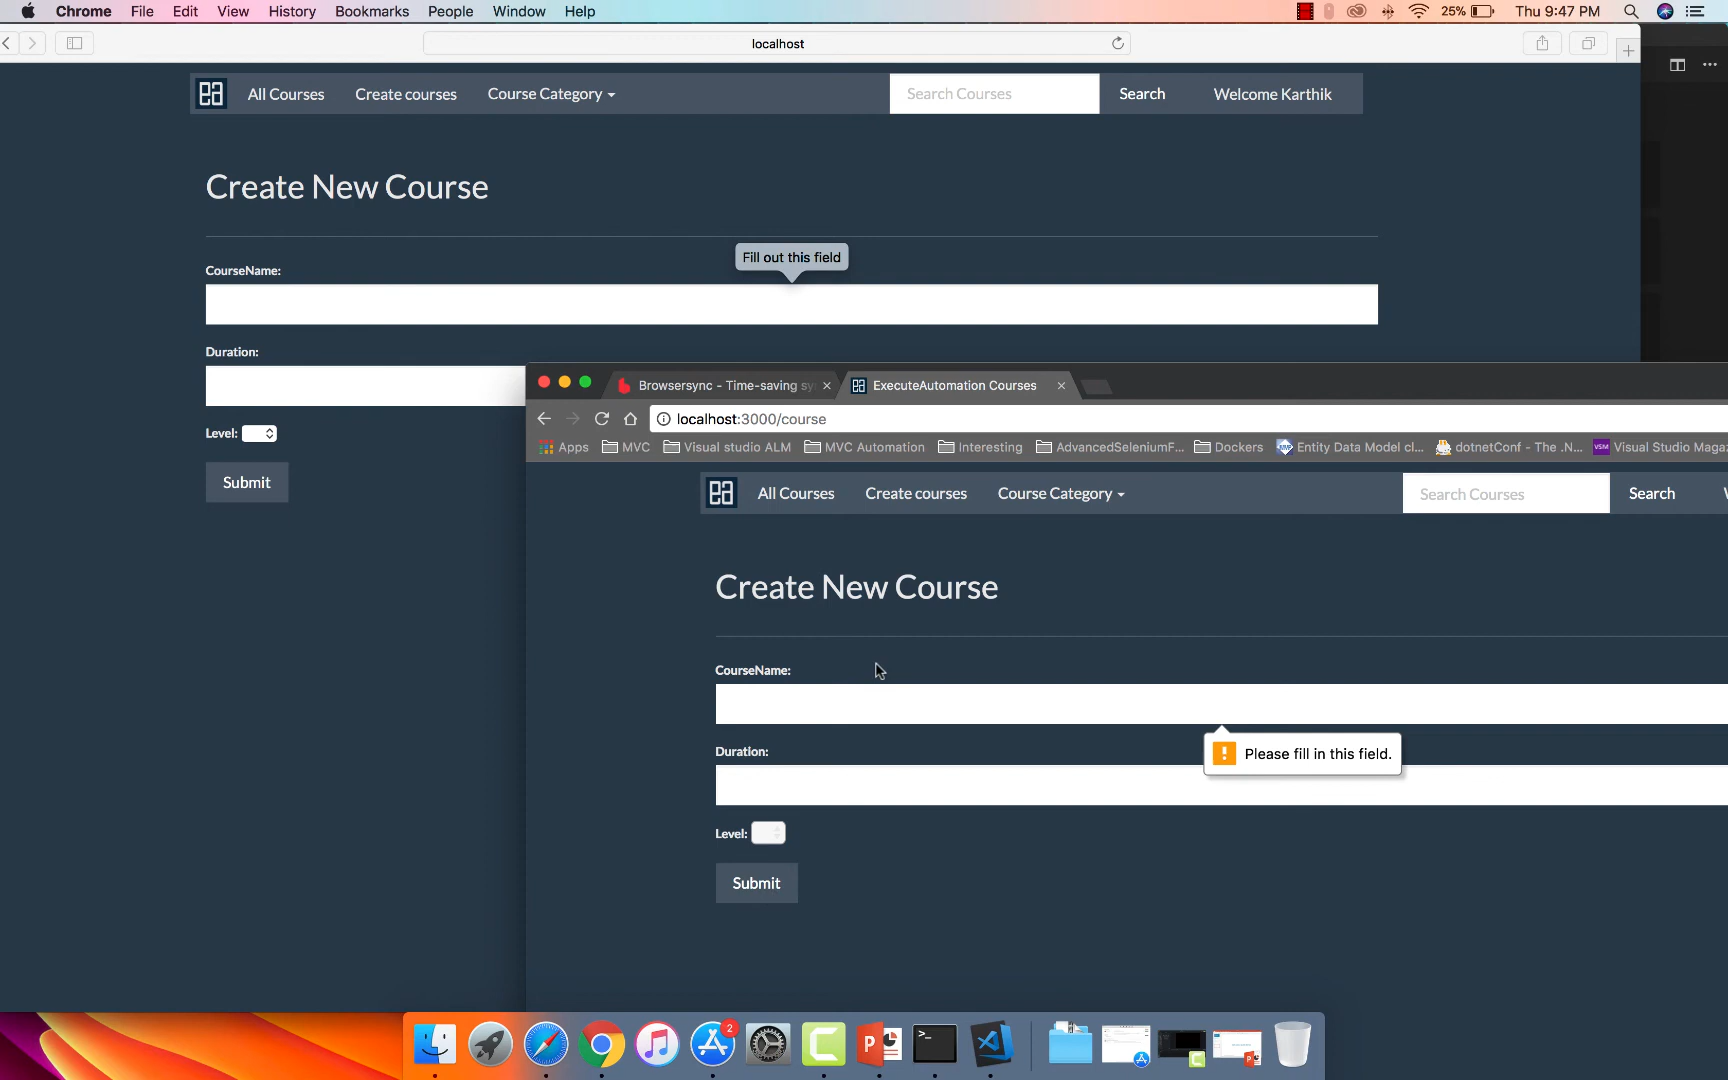 Chrome File Edit View History Bookmarks People Window Help 25% Thu 9:47 PM
localhost
All Courses Create courses Course Category Search Courses Search Welcome Karthik
Create New Course
Fill out this field
CourseName:
Duration:
Level:
Submit
Browsersync - Time-saving sy ExecuteAutomation Courses
localhost:3000/course
Apps MVC Visual studio ALM MVC Automation Interesting AdvancedSeleniumF... Dockers Entity Data Model cl... dotnetConf - The .N... VSM Visual Studio Magaz
All Courses Create courses Course Category Search Courses Search
Create New Course
CourseName:
Duration:
Please fill in this field.
Level:
Submit
2